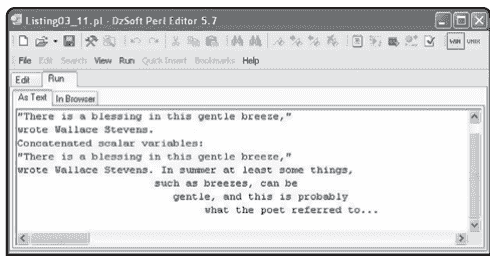 Listing03_11.pl - DzSoft Perl Editor 5.7
WIN UNIX
File Edit Search View Run Quick Insert Bookmarks Help
Edit Run
As Text In Browser
"There is a blessing in this gentle breeze,"
wrote Wallace Stevens.
Concatenated scalar variables:
"There is a blessing in this gentle breeze,"
wrote Wallace Stevens. In summer at least some things,
such as breezes, can be
gentle, and this is probably
what the poet referred to...